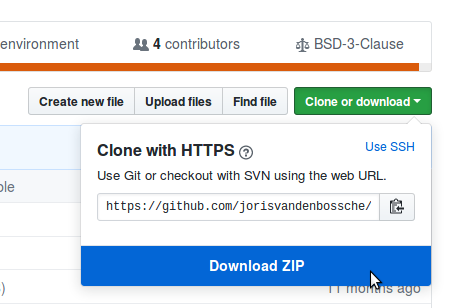 environment
4 contributors
BSD-3-Clause
Create new file
Upload files
Find file
Clone or download
Clone with HTTPS ?
Use SSH
Use Git or checkout with SVN using the web URL.
https://github.com/jorisvandenbossche/
Download ZIP
11 months ago